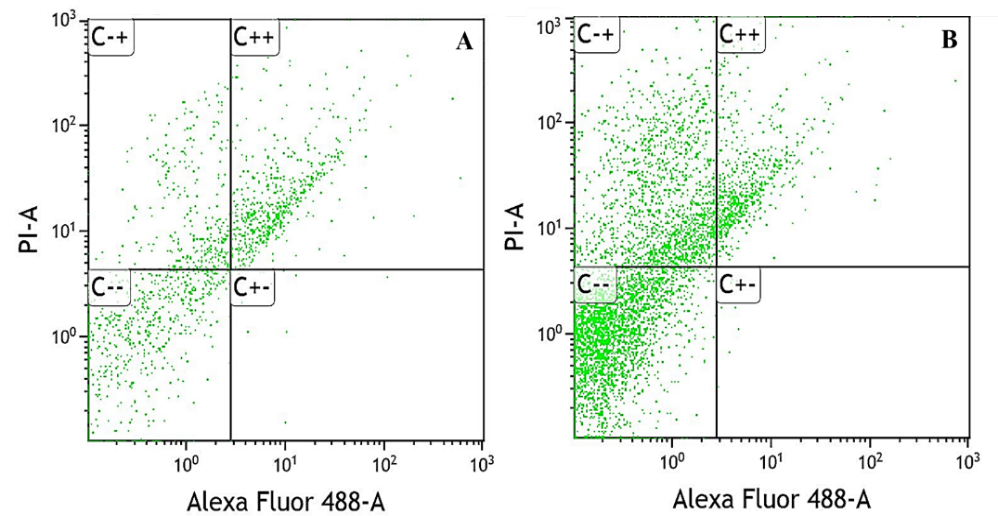 10³
C-+
C++
A
10²
PI-A
10¹
C--
C+-
10⁰
10⁰ 10¹ 10² 10³
Alexa Fluor 488-A
10³
C-+
C++
B
10²
PI-A
10¹
C--
C+-
10⁰
10⁰ 10¹ 10² 10³
Alexa Fluor 488-A